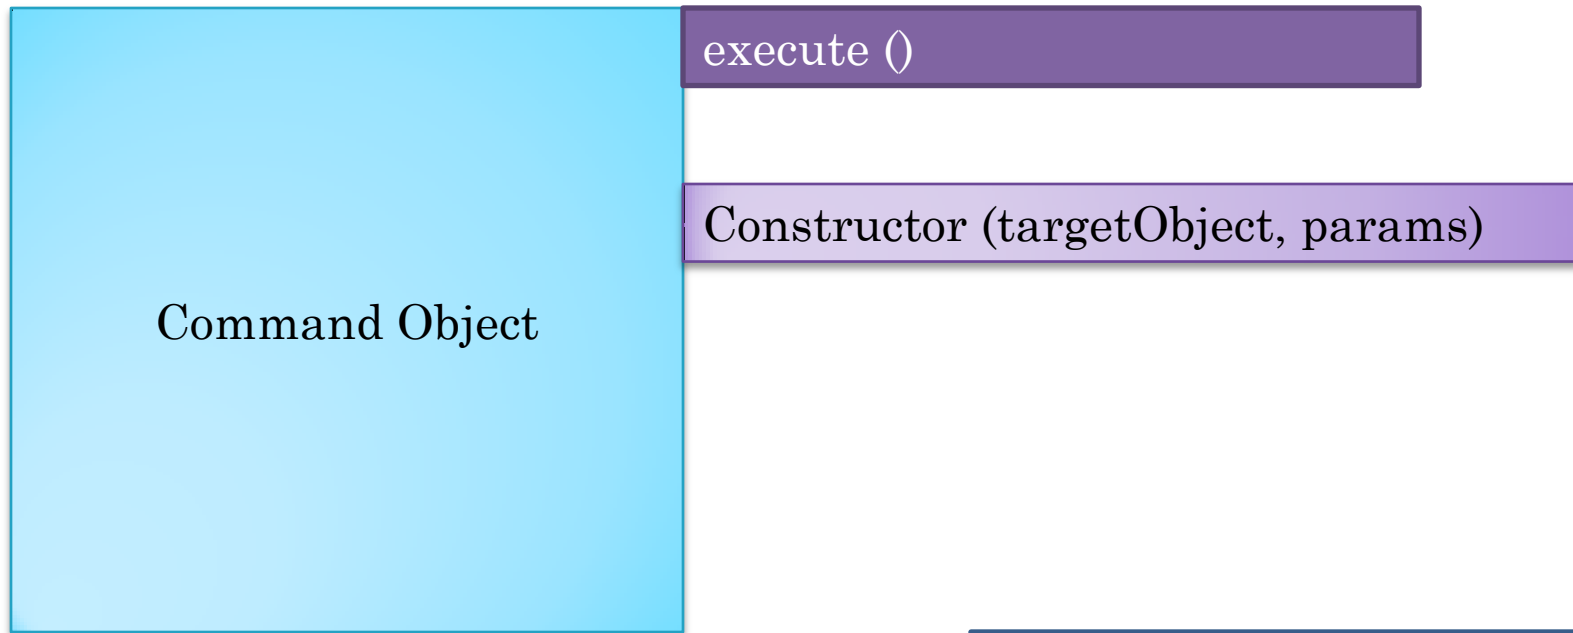 execute ()
Constructor (targetObject, params)
Command Object